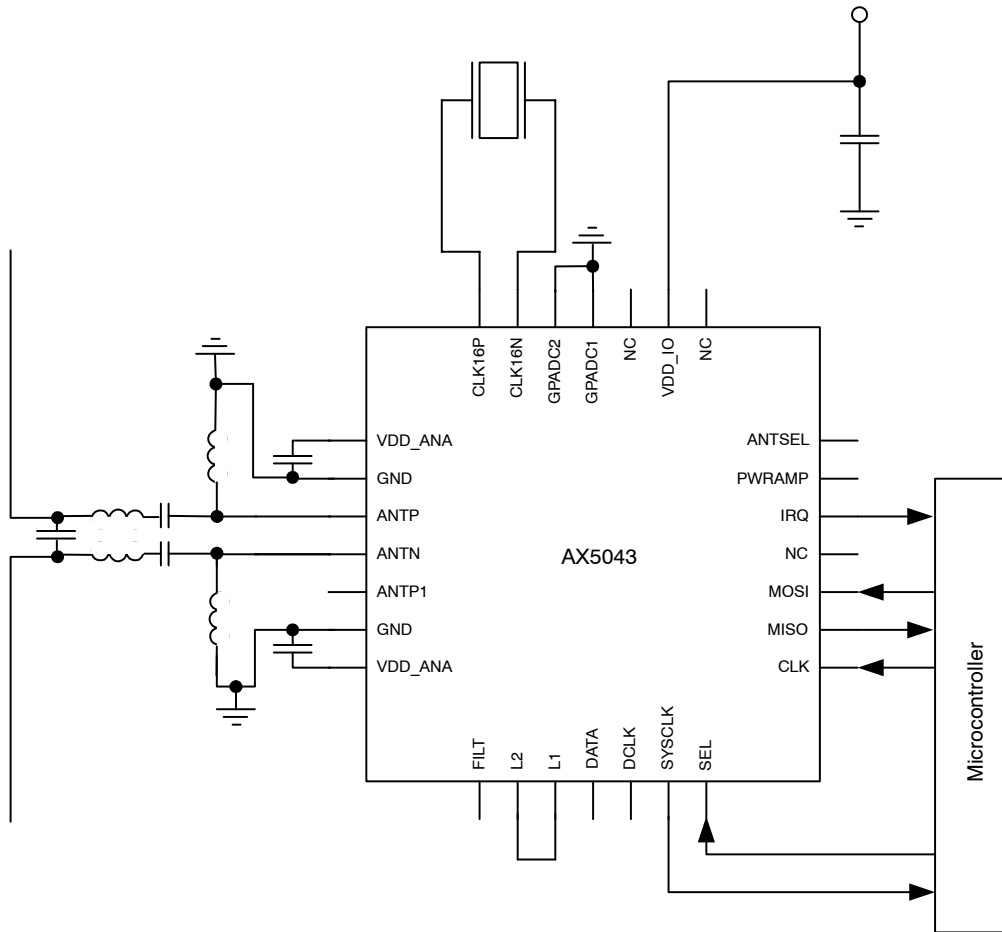 CLK16P
CLK16N
GPADC2
GPADC1
NC
VDD_IO
NC
VDD_ANA
GND
ANTP
ANTN
ANTP1
GND
VDD_ANA
AX5043
ANTSEL
PWRAMP
IRQ
NC
MOSI
MISO
CLK
FILT
L2
L1
DATA
DCLK
SYSCLK
SEL
Microcontroller